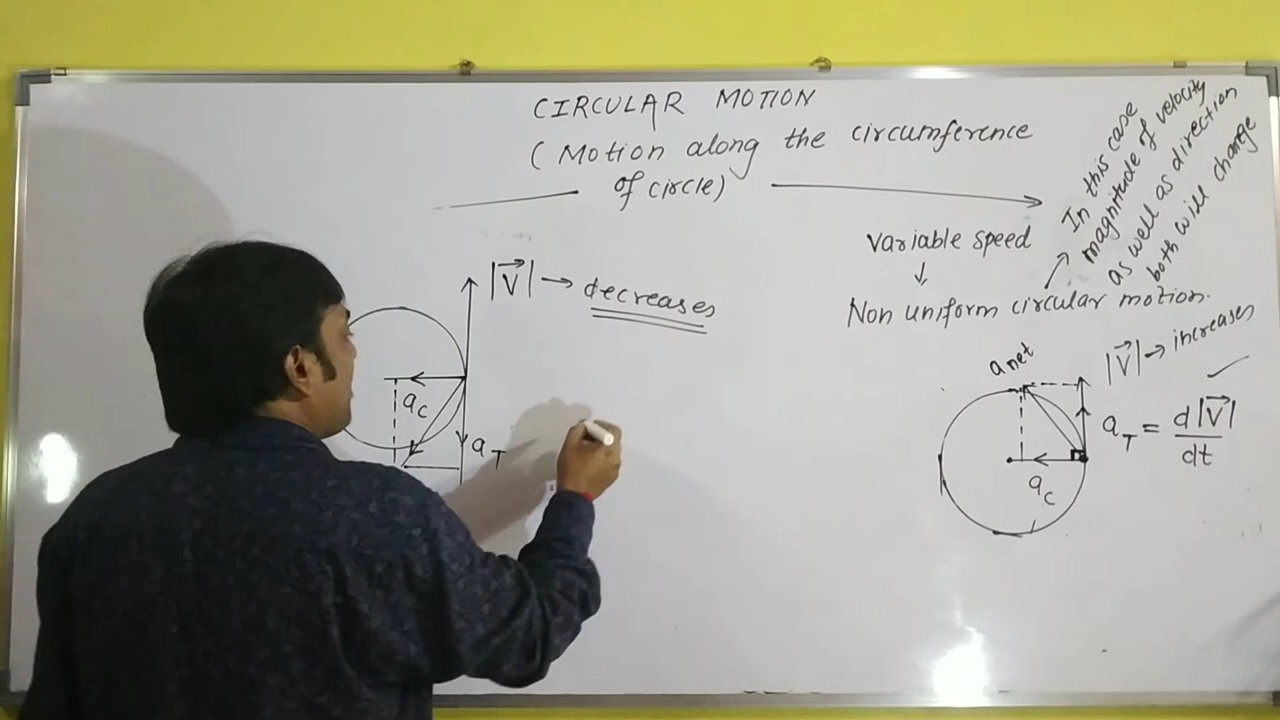 CIRCULAR MOTION
(Motion along the circumference
of circle)
Variable speed
↓
Non uniform circular motion.
In this case
magnitude of velocity
as well as direction
both will change
|V⃗| → decreases
a_c
a_T
a net
|V⃗| → increases
a_T = d|V⃗|/dt
a_c